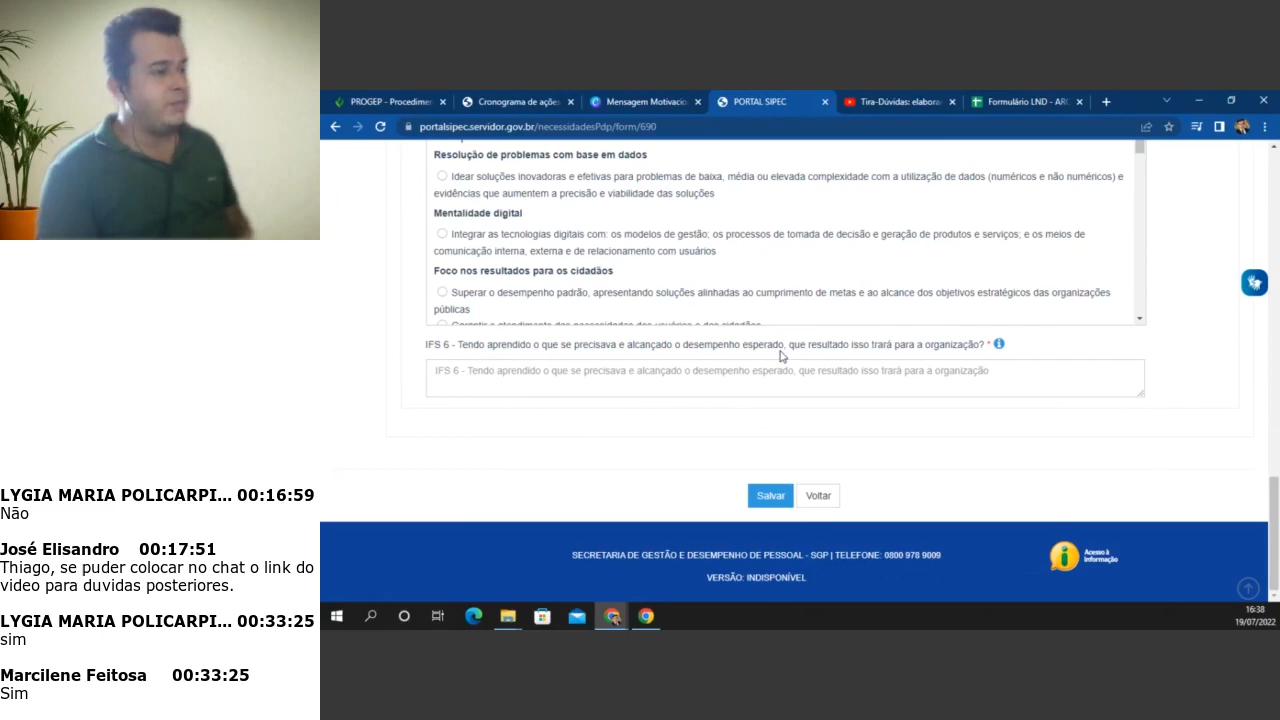 PROGEP - Procedimen
Cronograma de ações
Mensagem Motivacio
PORTAL SIPEC
Tira-Dúvidas: elabora
Formulário LND - ARQ
portalsipec.servidor.gov.br/necessidadesPdp/form/690
Resolução de problemas com base em dados
Idear soluções inovadoras e efetivas para problemas de baixa, média ou elevada complexidade com a utilização de dados (numéricos e não numéricos) e
evidências que aumentem a precisão e viabilidade das soluções
Mentalidade digital
Integrar as tecnologias digitais com: os modelos de gestão; os processos de tomada de decisão e geração de produtos e serviços; e os meios de
comunicação interna, externa e de relacionamento com usuários
Foco nos resultados para os cidadãos
Superar o desempenho padrão, apresentando soluções alinhadas ao cumprimento de metas e ao alcance dos objetivos estratégicos das organizações
públicas
Garantir o atendimento das necessidades dos usuários e dos cidadãos
IFS 6 - Tendo aprendido o que se precisava e alcançado o desempenho esperado, que resultado isso trará para a organização? *
IFS 6 - Tendo aprendido o que se precisava e alcançado o desempenho esperado, que resultado isso trará para a organização
Salvar
Voltar
SECRETARIA DE GESTÃO E DESEMPENHO DE PESSOAL - SGP | TELEFONE: 0800 978 9009
VERSÃO: INDISPONÍVEL
Acesso à
Informação
16:38
19/07/2022
LYGIA MARIA POLICARPI... 00:16:59
Não
José Elisandro 00:17:51
Thiago, se puder colocar no chat o link do
video para duvidas posteriores.
LYGIA MARIA POLICARPI... 00:33:25
sim
Marcilene Feitosa 00:33:25
Sim